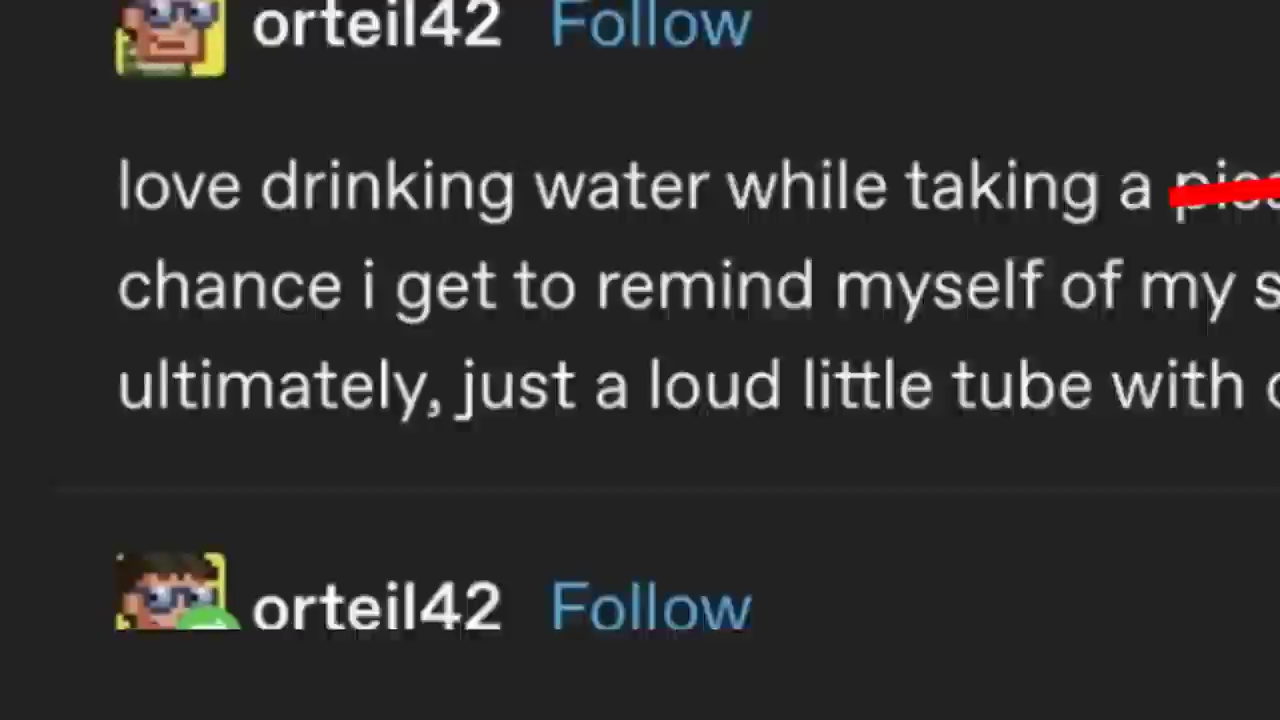 orteil42 Follow
love drinking water while taking a
chance i get to remind myself of my s
ultimately, just a loud little tube with
orteil42 Follow